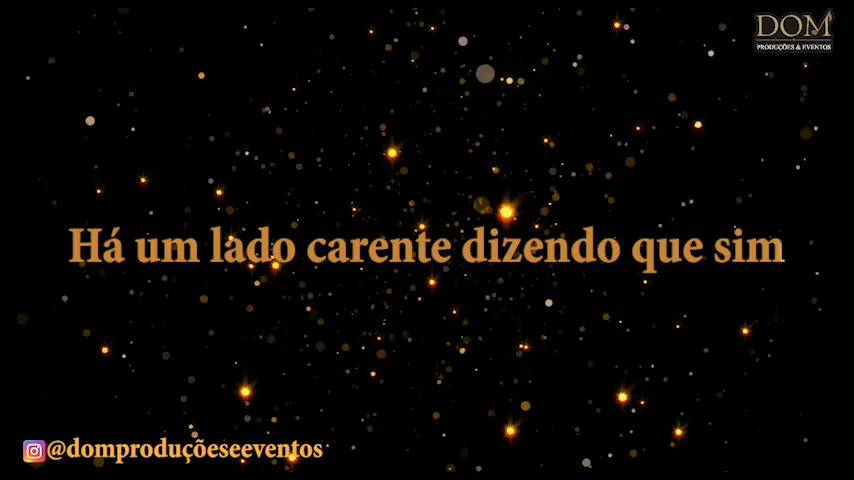 DOM
PRODUÇÕES & EVENTOS
Há um lado carente dizendo que sim
@domproduçõeseeventos